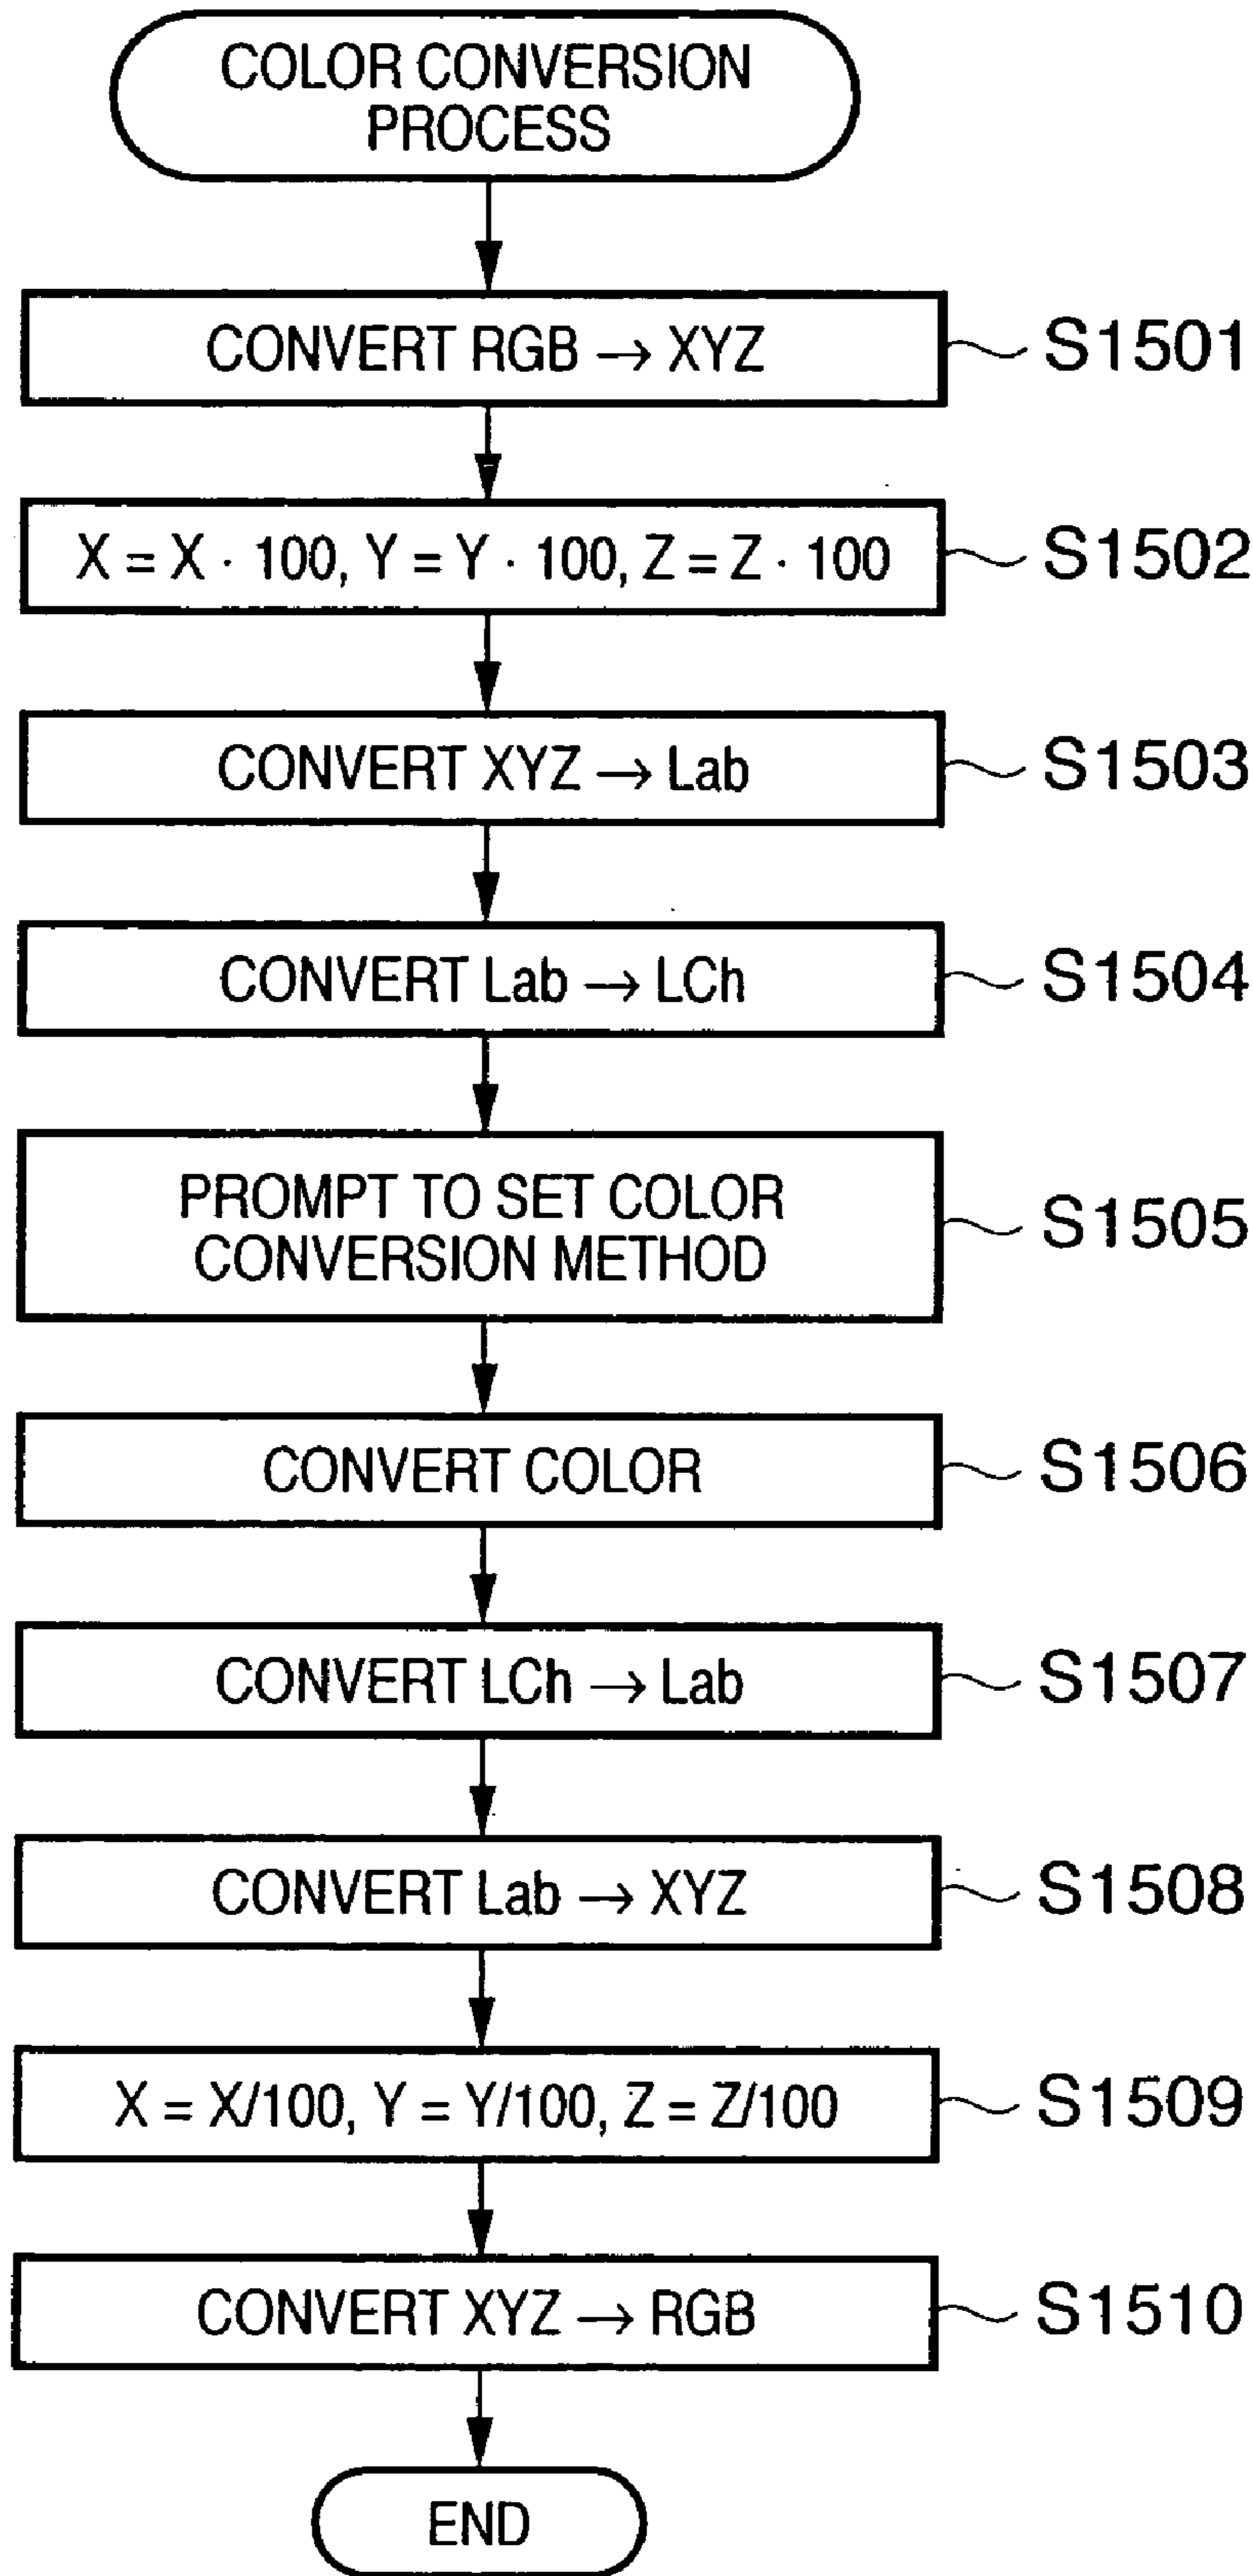 COLOR CONVERSION
PROCESS
CONVERT RGB → XYZ
S1501
X = X · 100, Y = Y · 100, Z = Z · 100
S1502
CONVERT XYZ → Lab
S1503
CONVERT Lab → LCh
S1504
PROMPT TO SET COLOR
CONVERSION METHOD
S1505
CONVERT COLOR
S1506
CONVERT LCh → Lab
S1507
CONVERT Lab → XYZ
S1508
X = X/100, Y = Y/100, Z = Z/100
S1509
CONVERT XYZ → RGB
S1510
END